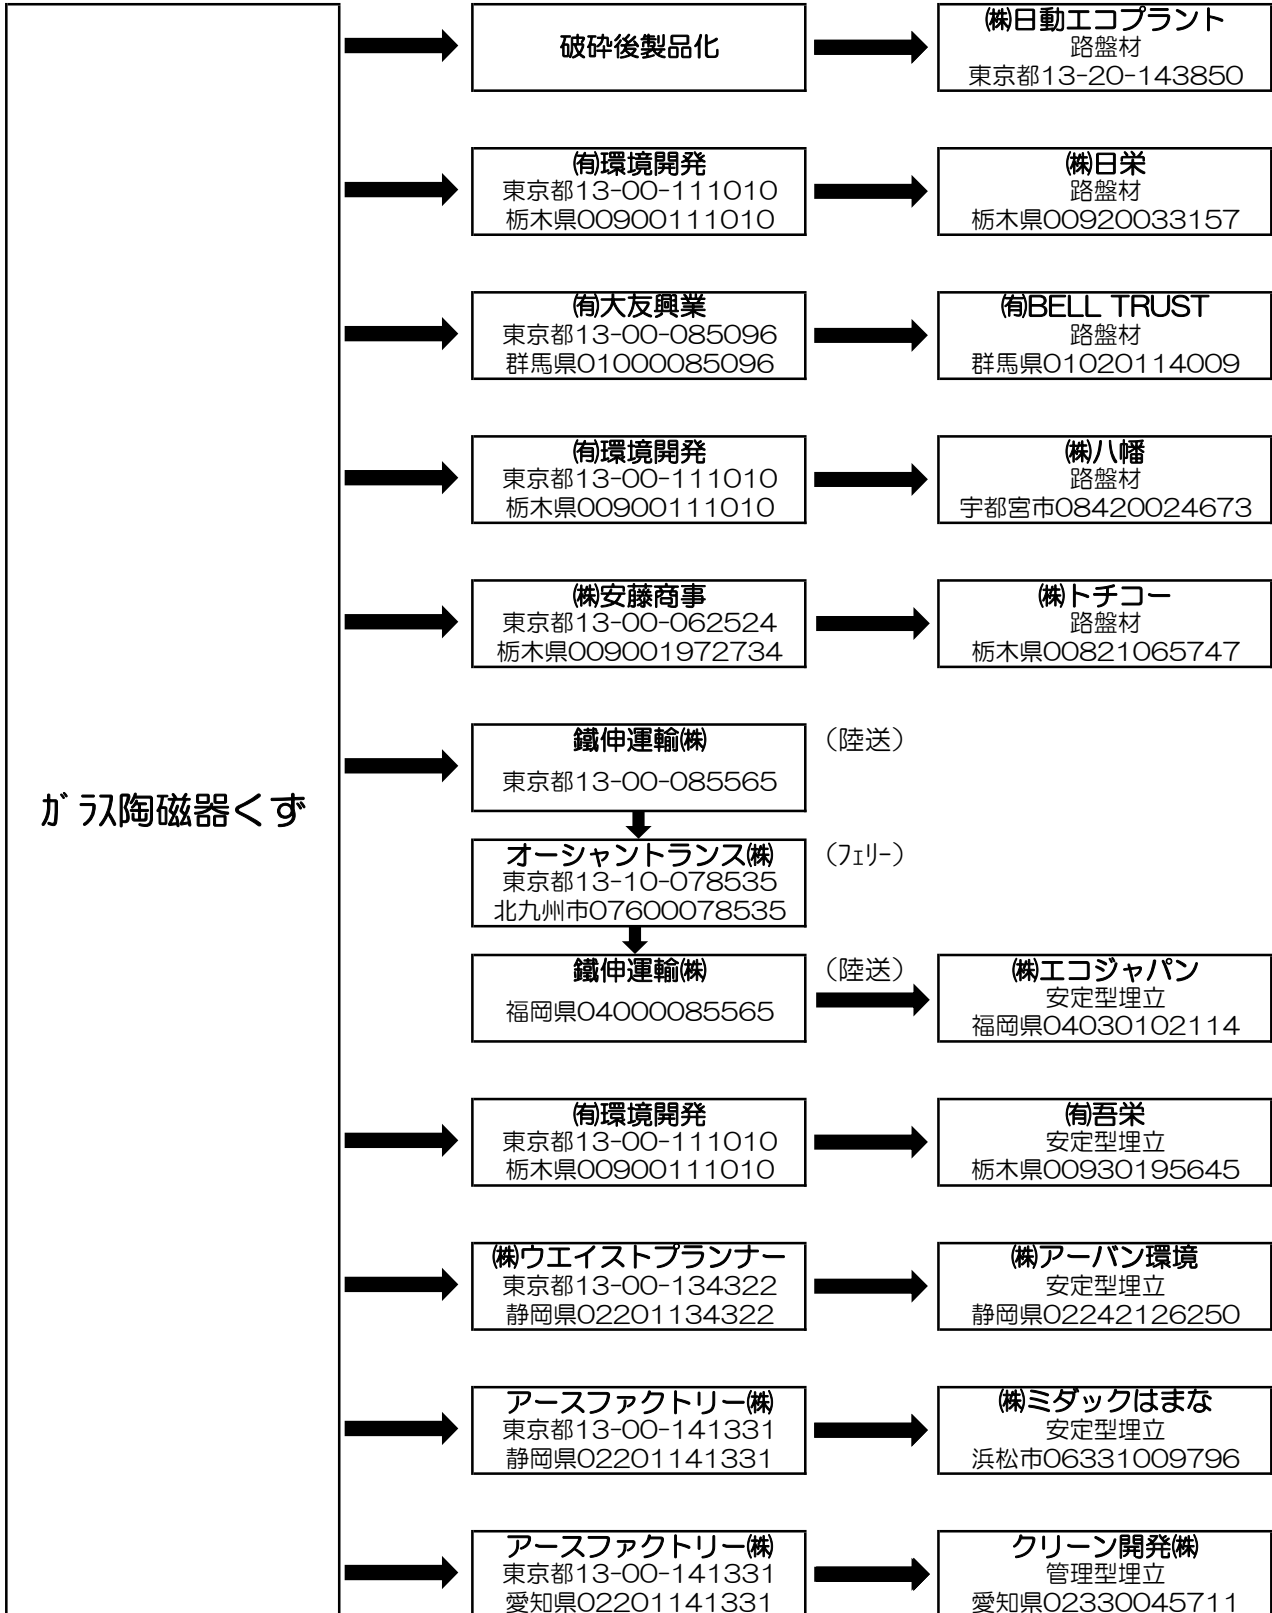 ガラス陶磁器くず
破砕後製品化
㈱日動エコプラント
路盤材
東京都13-20-143850
㈲環境開発
東京都13-00-111010
栃木県00900111010
㈱日栄
路盤材
栃木県00920033157
㈲大友興業
東京都13-00-085096
群馬県01000085096
㈲BELL TRUST
路盤材
群馬県01020114009
㈲環境開発
東京都13-00-111010
栃木県00900111010
㈱八幡
路盤材
宇都宮市08420024673
㈱安藤商事
東京都13-00-062524
栃木県009001972734
㈱トチコー
路盤材
栃木県00821065747
鐵伸運輸㈱
東京都13-00-085565
（陸送）
オーシャントランス㈱
東京都13-10-078535
北九州市07600078535
（フェリー）
鐵伸運輸㈱
福岡県04000085565
（陸送）
㈱エコジャパン
安定型埋立
福岡県04030102114
㈲環境開発
東京都13-00-111010
栃木県00900111010
㈲吾栄
安定型埋立
栃木県00930195645
㈱ウエイストプランナー
東京都13-00-134322
静岡県02201134322
㈱アーバン環境
安定型埋立
静岡県02242126250
アースファクトリー㈱
東京都13-00-141331
静岡県02201141331
㈱ミダックはまな
安定型埋立
浜松市06331009796
アースファクトリー㈱
東京都13-00-141331
愛知県02201141331
クリーン開発㈱
管理型埋立
愛知県02330045711